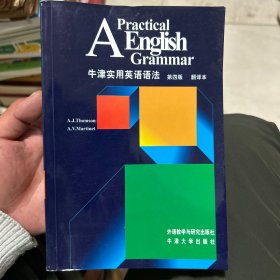 A Practical
English
Grammar
牛津实用英语语法 第四版 翻译本
A.J.Thomson
A.V.Martinet
外语教学与研究出版社
牛津大学出版社